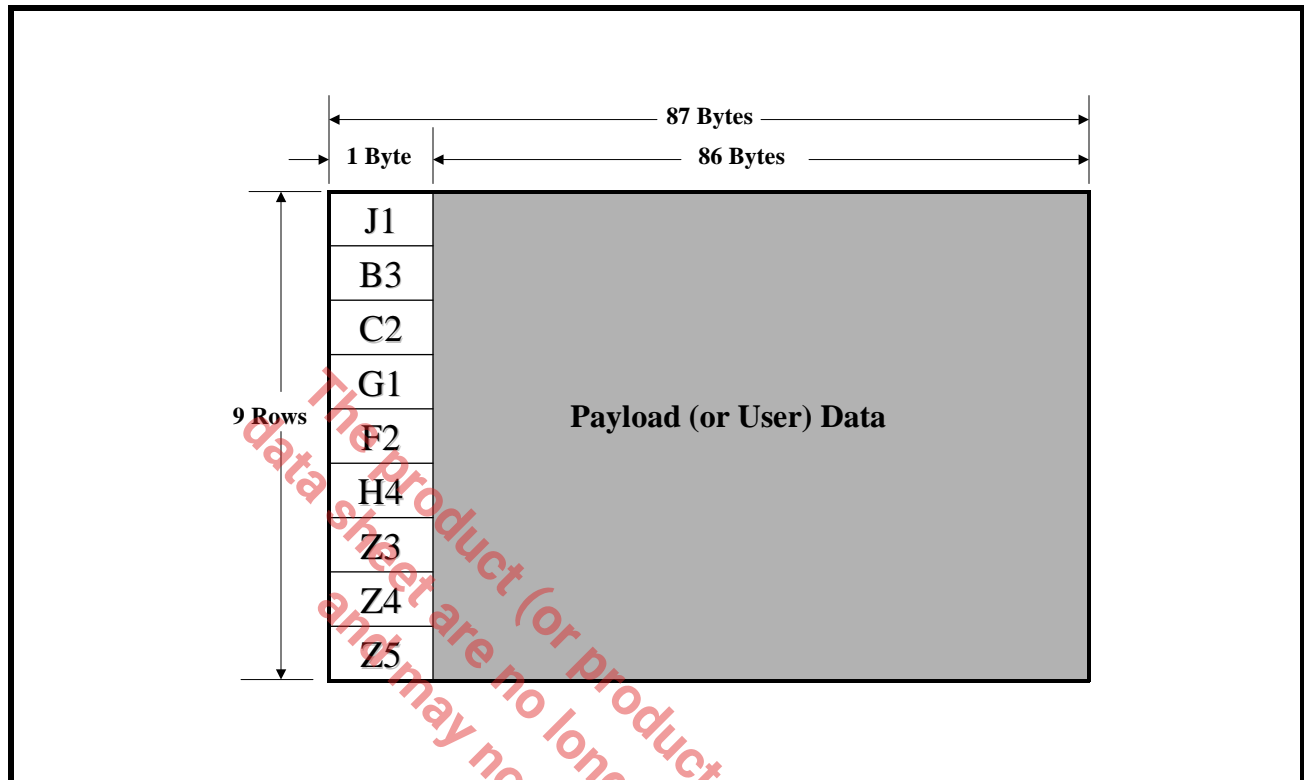 87 Bytes
1 Byte
86 Bytes
J1
B3
C2
G1
F2
H4
Z3
Z4
Z5
9 Rows
Payload (or User) Data
The product (or product
data sheet are no long
and may no